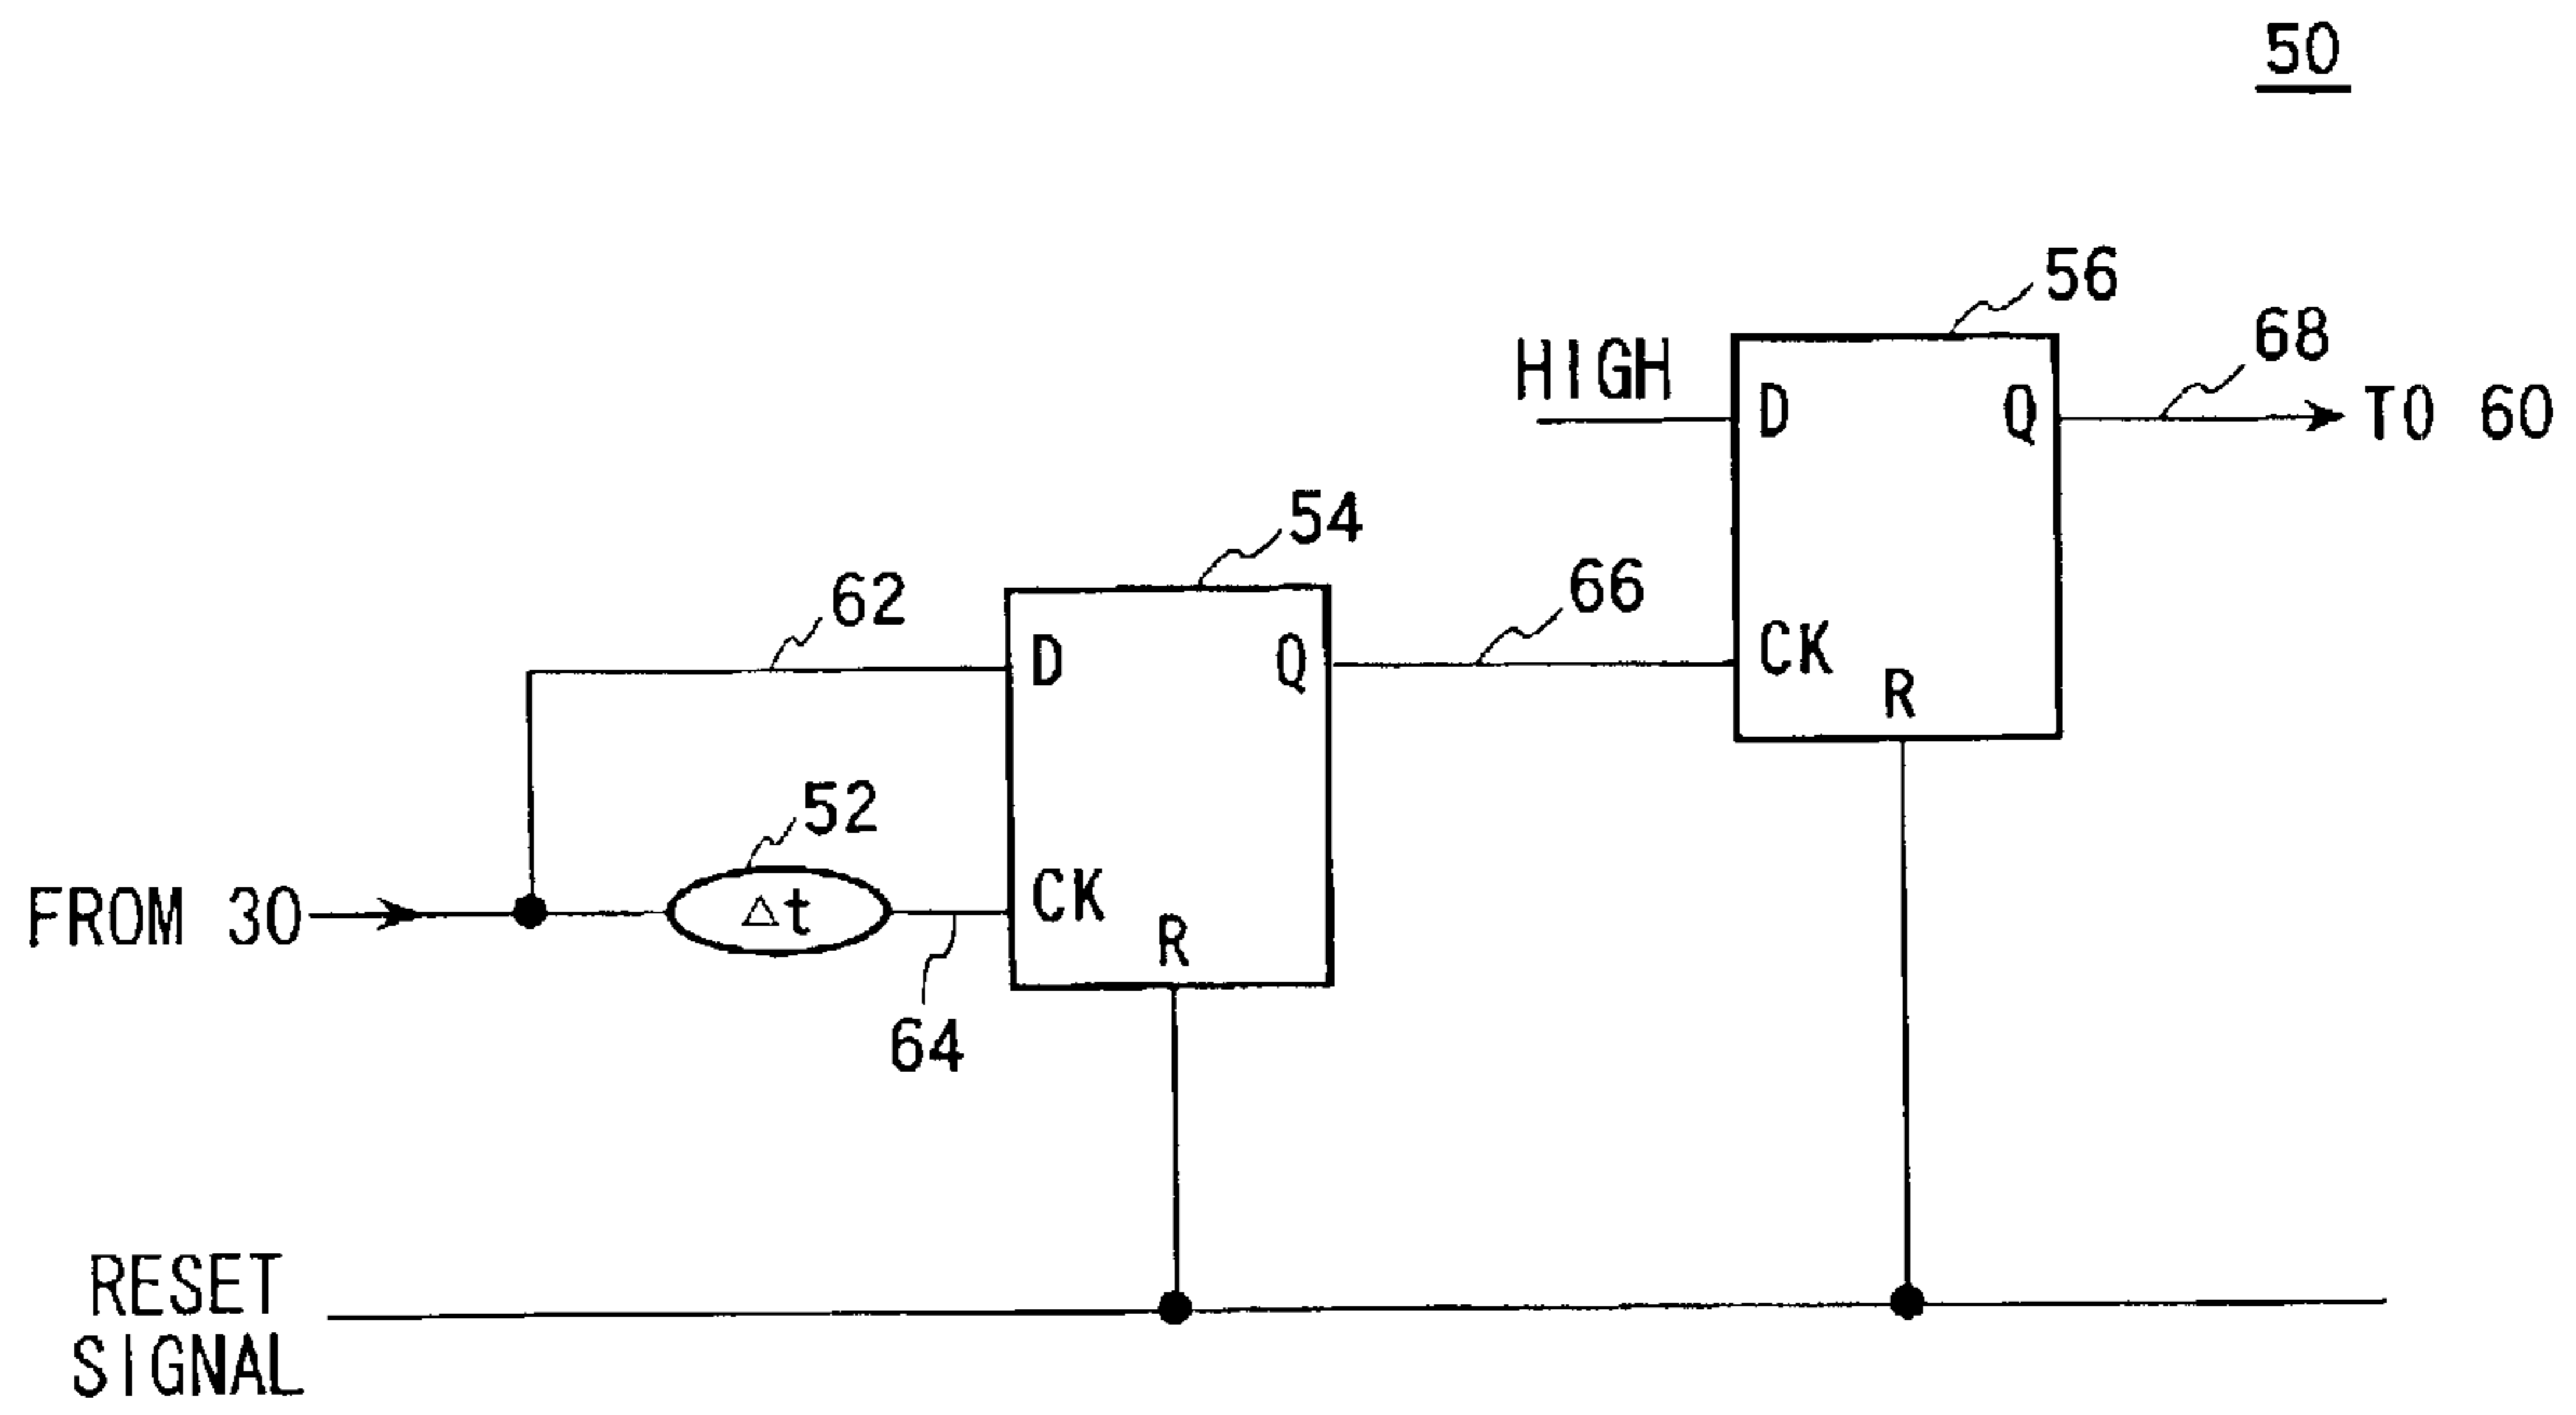 50
56
68
HIGH
D
Q
TO 60
54
62
66
D
Q
CK
R
52
FROM 30
Δt
CK
R
64
RESET
SIGNAL